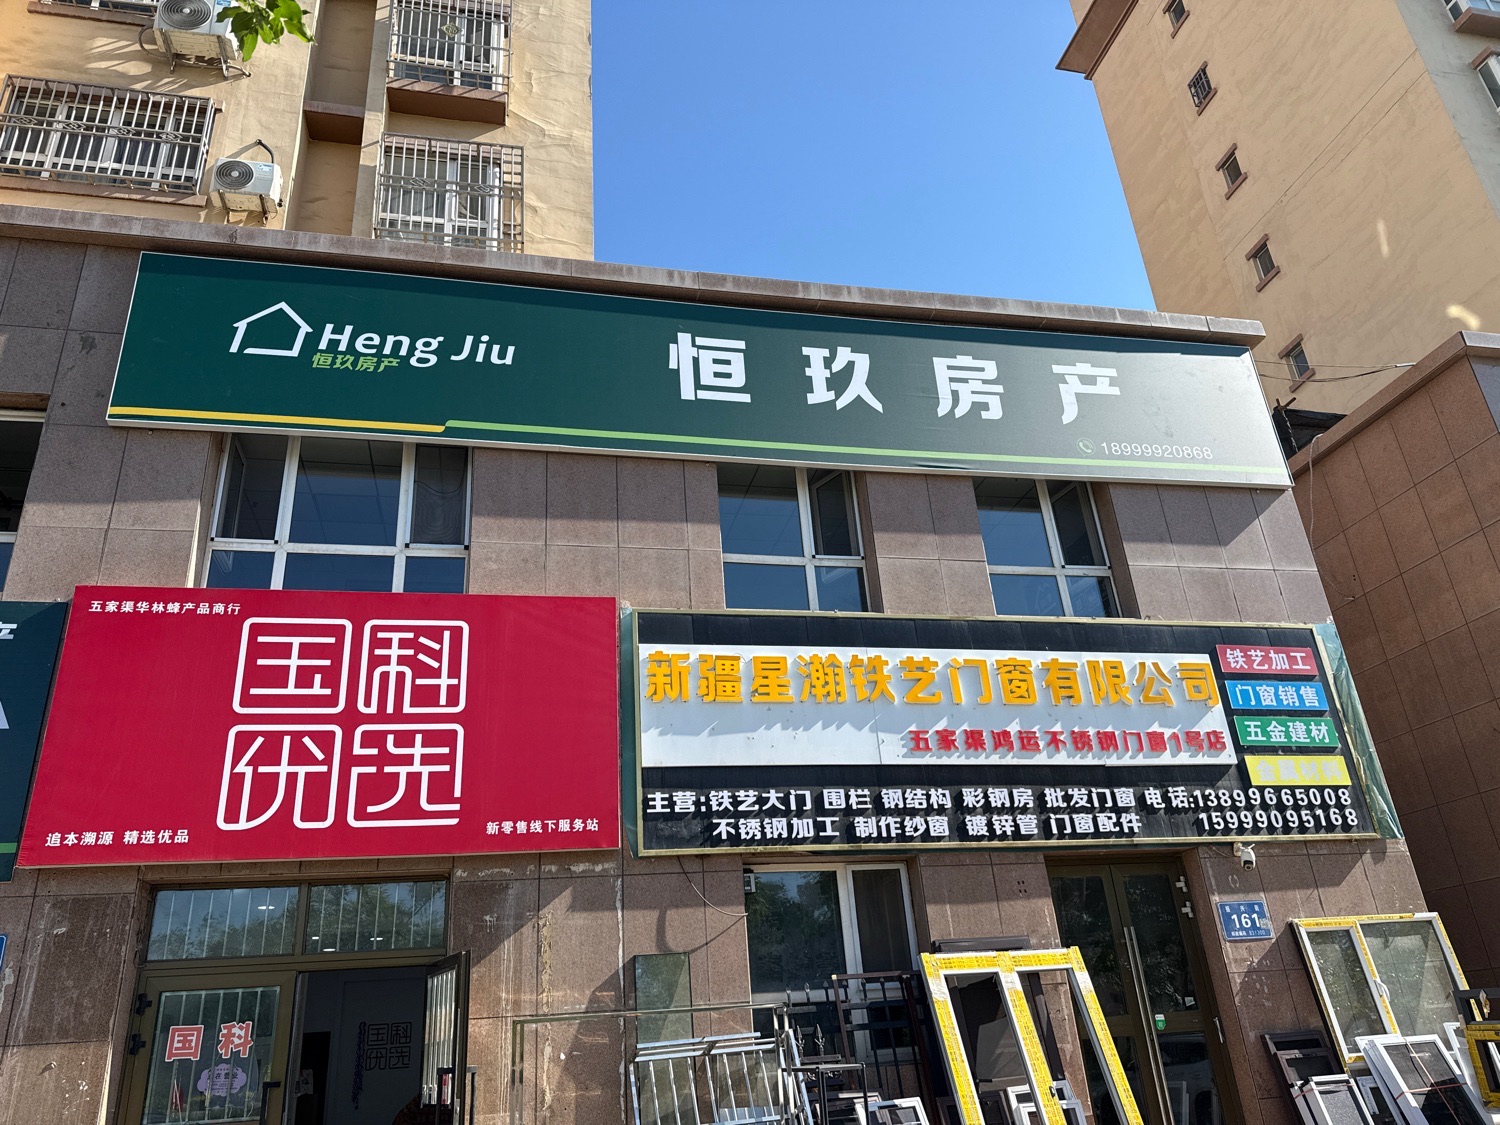 Heng Jiu
恒玖房产
恒玖房产
18999920868
五家渠华林蜂产品商行
国科
优选
追本溯源 精选优品
新零售线下服务站
新疆星瀚铁艺门窗有限公司
五家渠鸿运不锈钢门窗1号店
铁艺加工
门窗销售
五金建材
金属材料
主营:铁艺大门 围栏 钢结构 彩钢房 批发门窗 电话:13899665008
不锈钢加工 制作纱窗 镀锌管 门窗配件 15999095168
161
国科
国科
优选